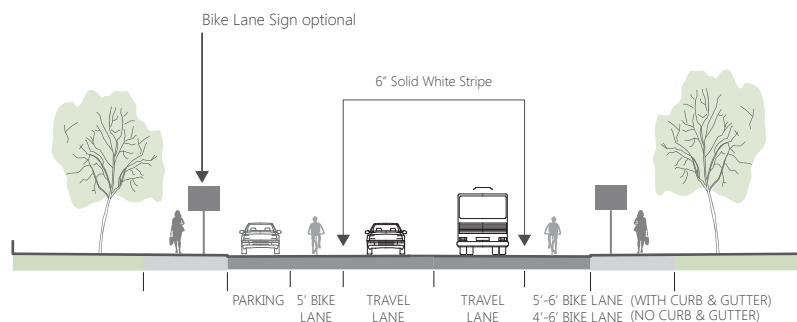 Bike Lane Sign optional
6” Solid White Stripe
PARKING
5’ BIKE
LANE
TRAVEL
LANE
TRAVEL
LANE
5’-6’ BIKE LANE (WITH CURB & GUTTER)
4’-6’ BIKE LANE (NO CURB & GUTTER)